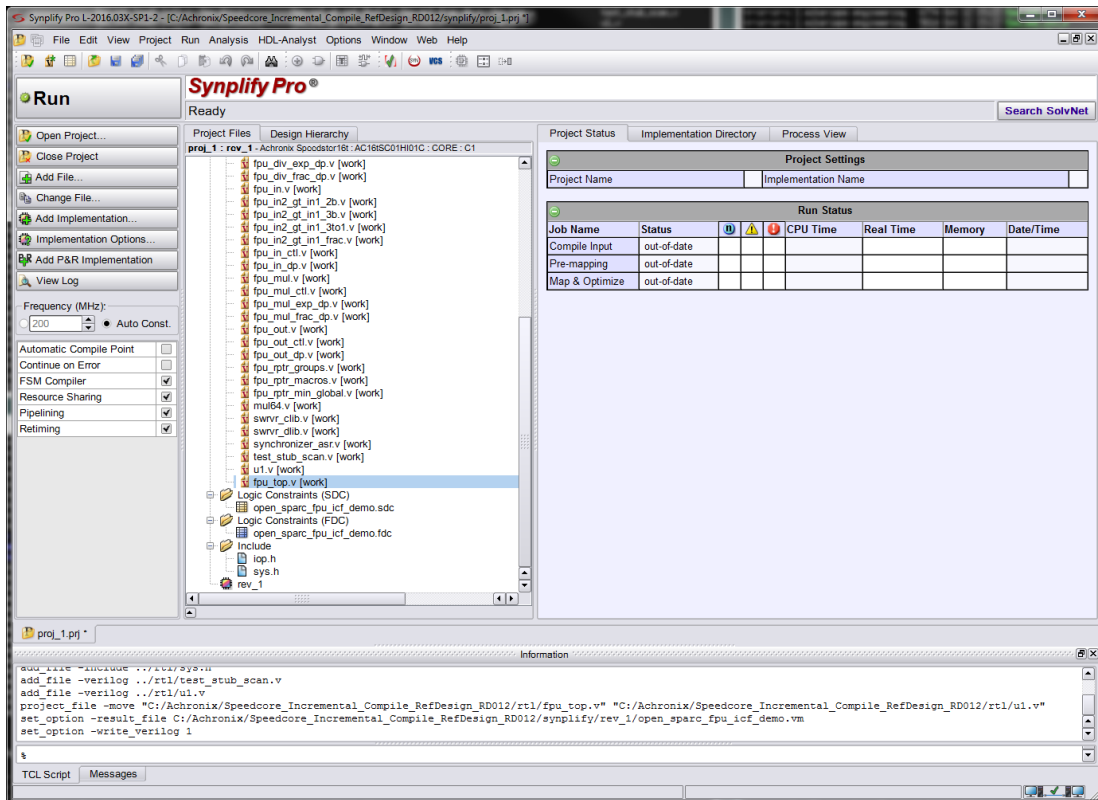 Synplify Pro L-2016.03X-SP1-2 - [C:/Achronix/Speedcore_Incremental_Compile_RefDesign_RD012/synplify/proj_1.prj *]
File Edit View Project Run Analysis HDL-Analyst Options Window Web Help
VCS
Run
Synplify Pro®
Ready
Search SolvNet
Open Project...
Close Project
Add File...
Change File...
Add Implementation...
Implementation Options...
Add P&R Implementation
View Log
Frequency (MHz):
200
Auto Const.
Automatic Compile Point
Continue on Error
FSM Compiler
Resource Sharing
Pipelining
Retiming
Project Files Design Hierarchy
proj_1 : rev_1 - Achronix Speedster16t : AC16tSC01HI01C : CORE : C1
fpu_div_exp_dp.v [work]
fpu_div_frac_dp.v [work]
fpu_in.v [work]
fpu_in2_gt_in1_2b.v [work]
fpu_in2_gt_in1_3b.v [work]
fpu_in2_gt_in1_3to1.v [work]
fpu_in2_gt_in1_frac.v [work]
fpu_in_ctl.v [work]
fpu_in_dp.v [work]
fpu_mul.v [work]
fpu_mul_ctl.v [work]
fpu_mul_exp_dp.v [work]
fpu_mul_frac_dp.v [work]
fpu_out.v [work]
fpu_out_ctl.v [work]
fpu_out_dp.v [work]
fpu_rptr_groups.v [work]
fpu_rptr_macros.v [work]
fpu_rptr_min_global.v [work]
mul64.v [work]
swrvr_clib.v [work]
swrvr_dlib.v [work]
synchronizer_asr.v [work]
test_stub_scan.v [work]
u1.v [work]
fpu_top.v [work]
Logic Constraints (SDC)
open_sparc_fpu_icf_demo.sdc
Logic Constraints (FDC)
open_sparc_fpu_icf_demo.fdc
Include
iop.h
sys.h
rev_1
Project Status Implementation Directory Process View
Project Settings
Project Name Implementation Name
Run Status
Job Name Status n ! ! CPU Time Real Time Memory Date/Time
Compile Input out-of-date
Pre-mapping out-of-date
Map & Optimize out-of-date
proj_1.prj *
Information
add_file -include ../rtl/sys.h
add_file -verilog ../rtl/test_stub_scan.v
add_file -verilog ../rtl/u1.v
project_file -move "C:/Achronix/Speedcore_Incremental_Compile_RefDesign_RD012/rtl/fpu_top.v" "C:/Achronix/Speedcore_Incremental_Compile_RefDesign_RD012/rtl/u1.v"
set_option -result_file C:/Achronix/Speedcore_Incremental_Compile_RefDesign_RD012/synplify/rev_1/open_sparc_fpu_icf_demo.vm
set_option -write_verilog 1
%
TCL Script Messages